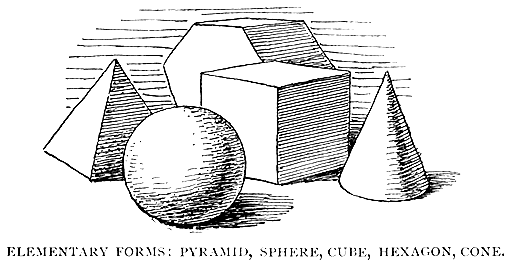 ELEMENTARY FORMS: PYRAMID, SPHERE, CUBE, HEXAGON, CONE.